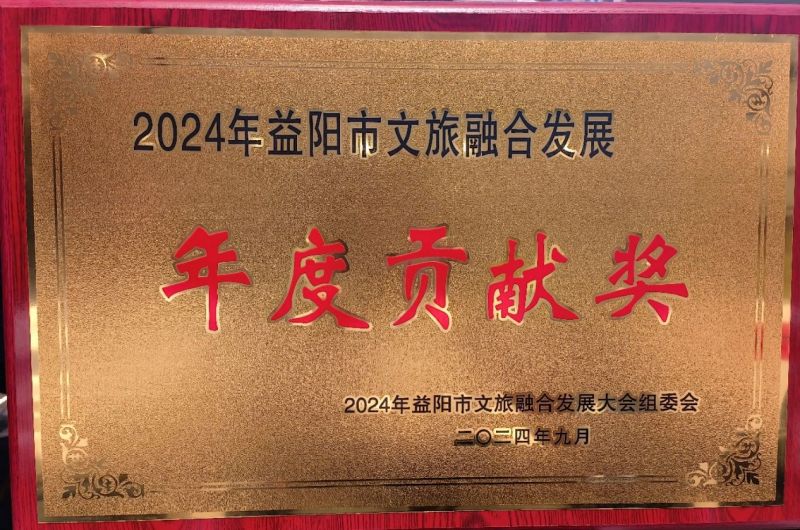 2024年益阳市文旅融合发展
年度贡献奖
2024年益阳市文旅融合发展大会组委会
二〇二四年九月